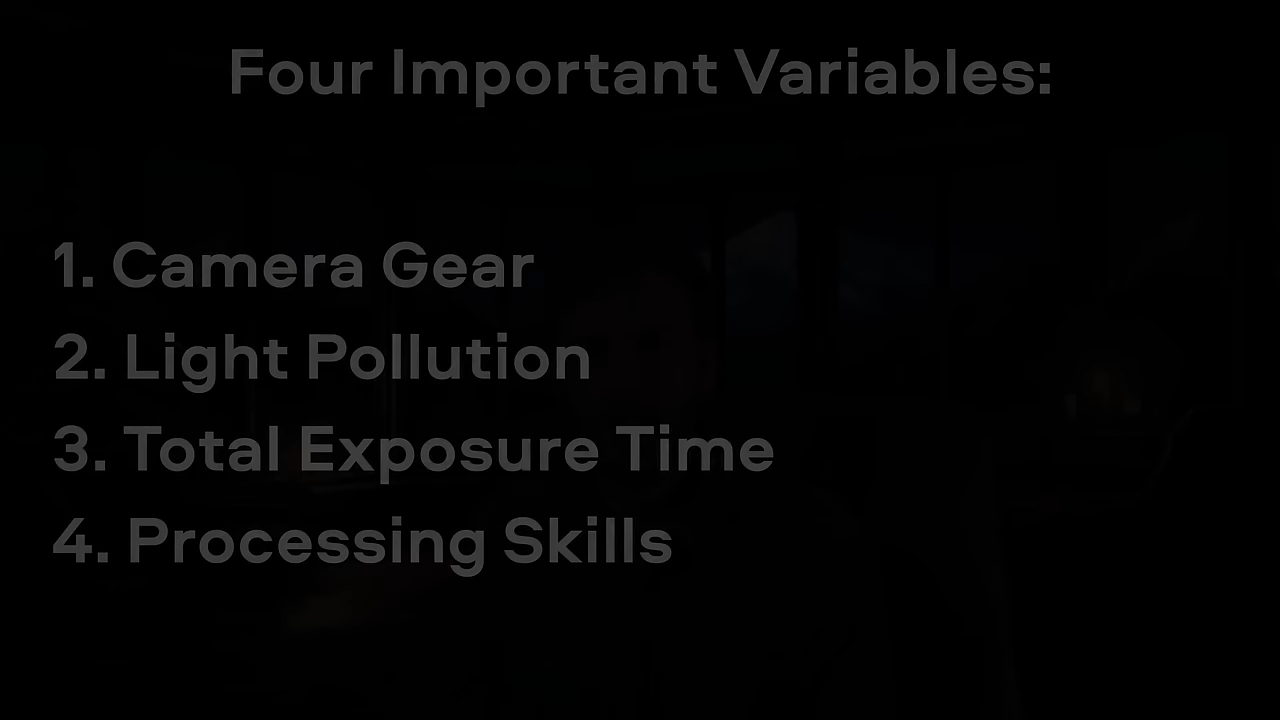 Four Important Variables:
1. Camera Gear
2. Light Pollution
3. Total Exposure Time
4. Processing Skills